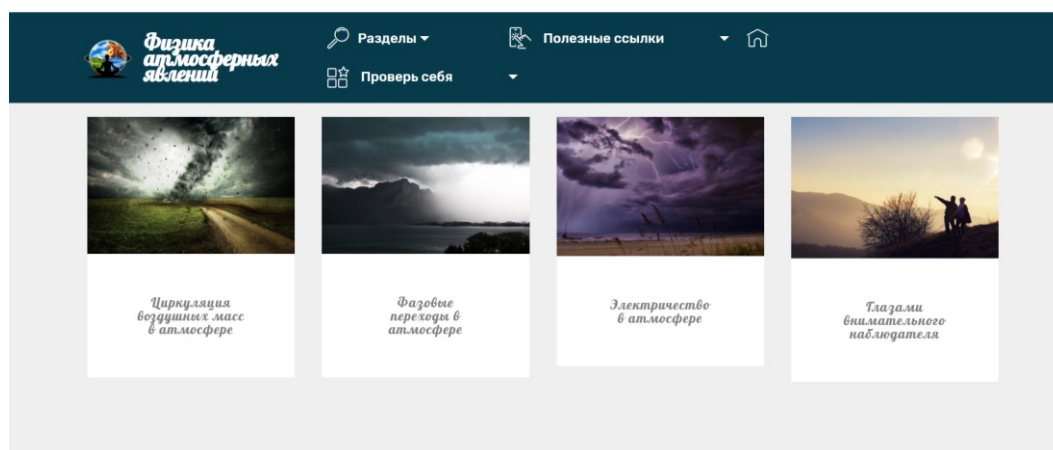 Физика
атмосферных
явлений
Разделы
Полезные ссылки
Проверь себя
Циркуляция
воздушных масс
в атмосфере
Фазовые
переходы в
атмосфере
Электричество
в атмосфере
Глазами
внимательного
наблюдателя